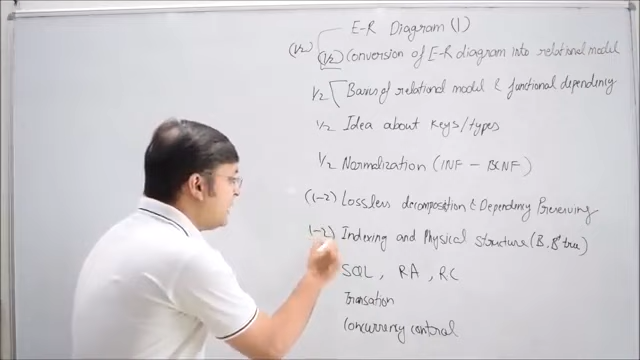 E-R Diagram (1)
(1/2) (1/2) Conversion of E-R diagram into relational model
1/2 Basics of relational model & functional dependency
1/2 Idea about keys/types
1/2 Normalization (1NF - BCNF)
(1-2) Lossless decomposition & Dependency Preserving
(1-2) Indexing and Physical structure (B, B+ tree)
SQL, RA, RC
Transation
Concurrency control